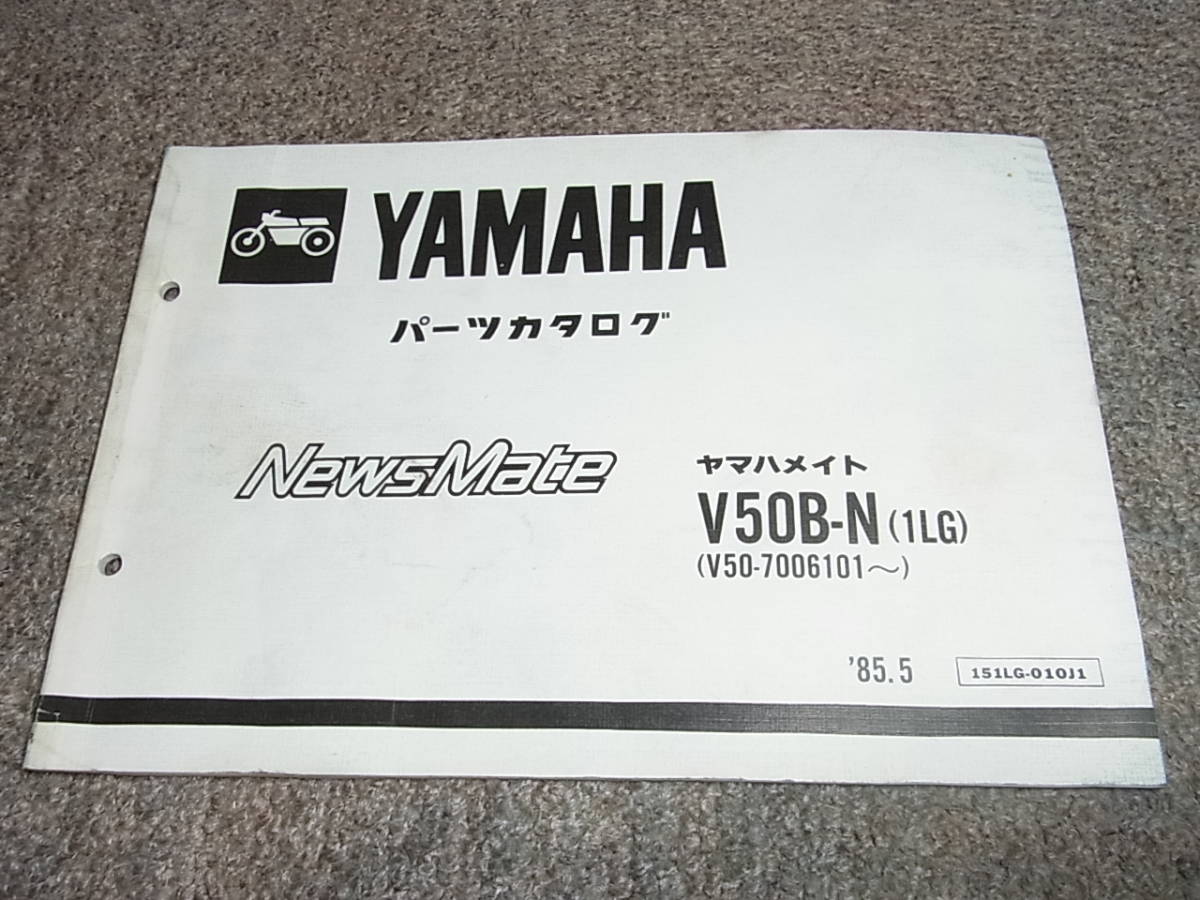 YAMAHA
パーツカタログ
NewsMate
ヤマハメイト
V50B-N (1LG)
(V50-7006101〜)
'85.5
151LG-010J1